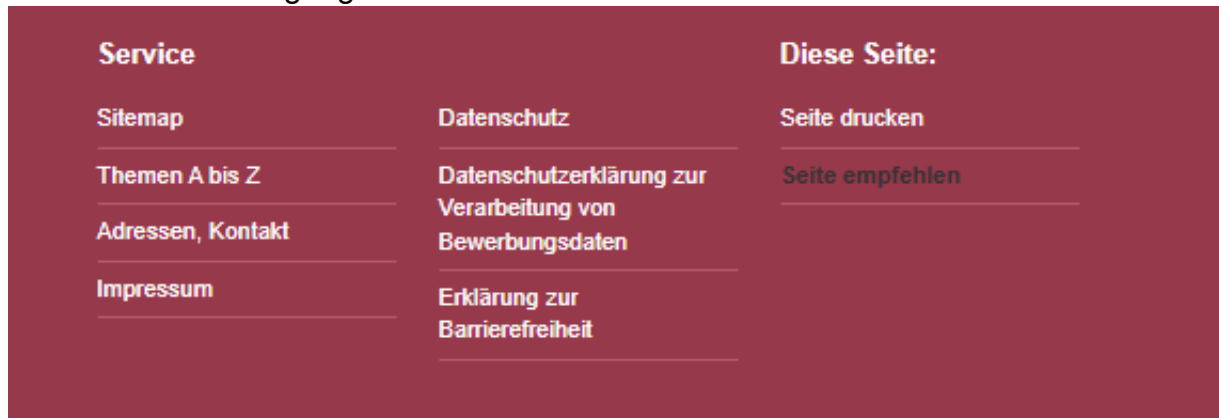 Service
Sitemap
Themen A bis Z
Adressen, Kontakt
Impressum
Datenschutz
Datenschutzerklärung zur
Verarbeitung von
Bewerbungsdaten
Erklärung zur
Barrierefreiheit
Diese Seite:
Seite drucken
Seite empfehlen